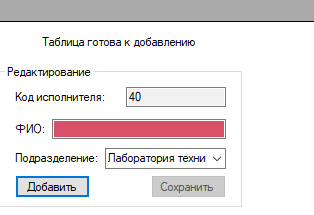 Таблица готова к добавлению
Редактирование
Код исполнителя: 40
ФИО:
Подразделение: Лаборатория техни
Добавить Сохранить